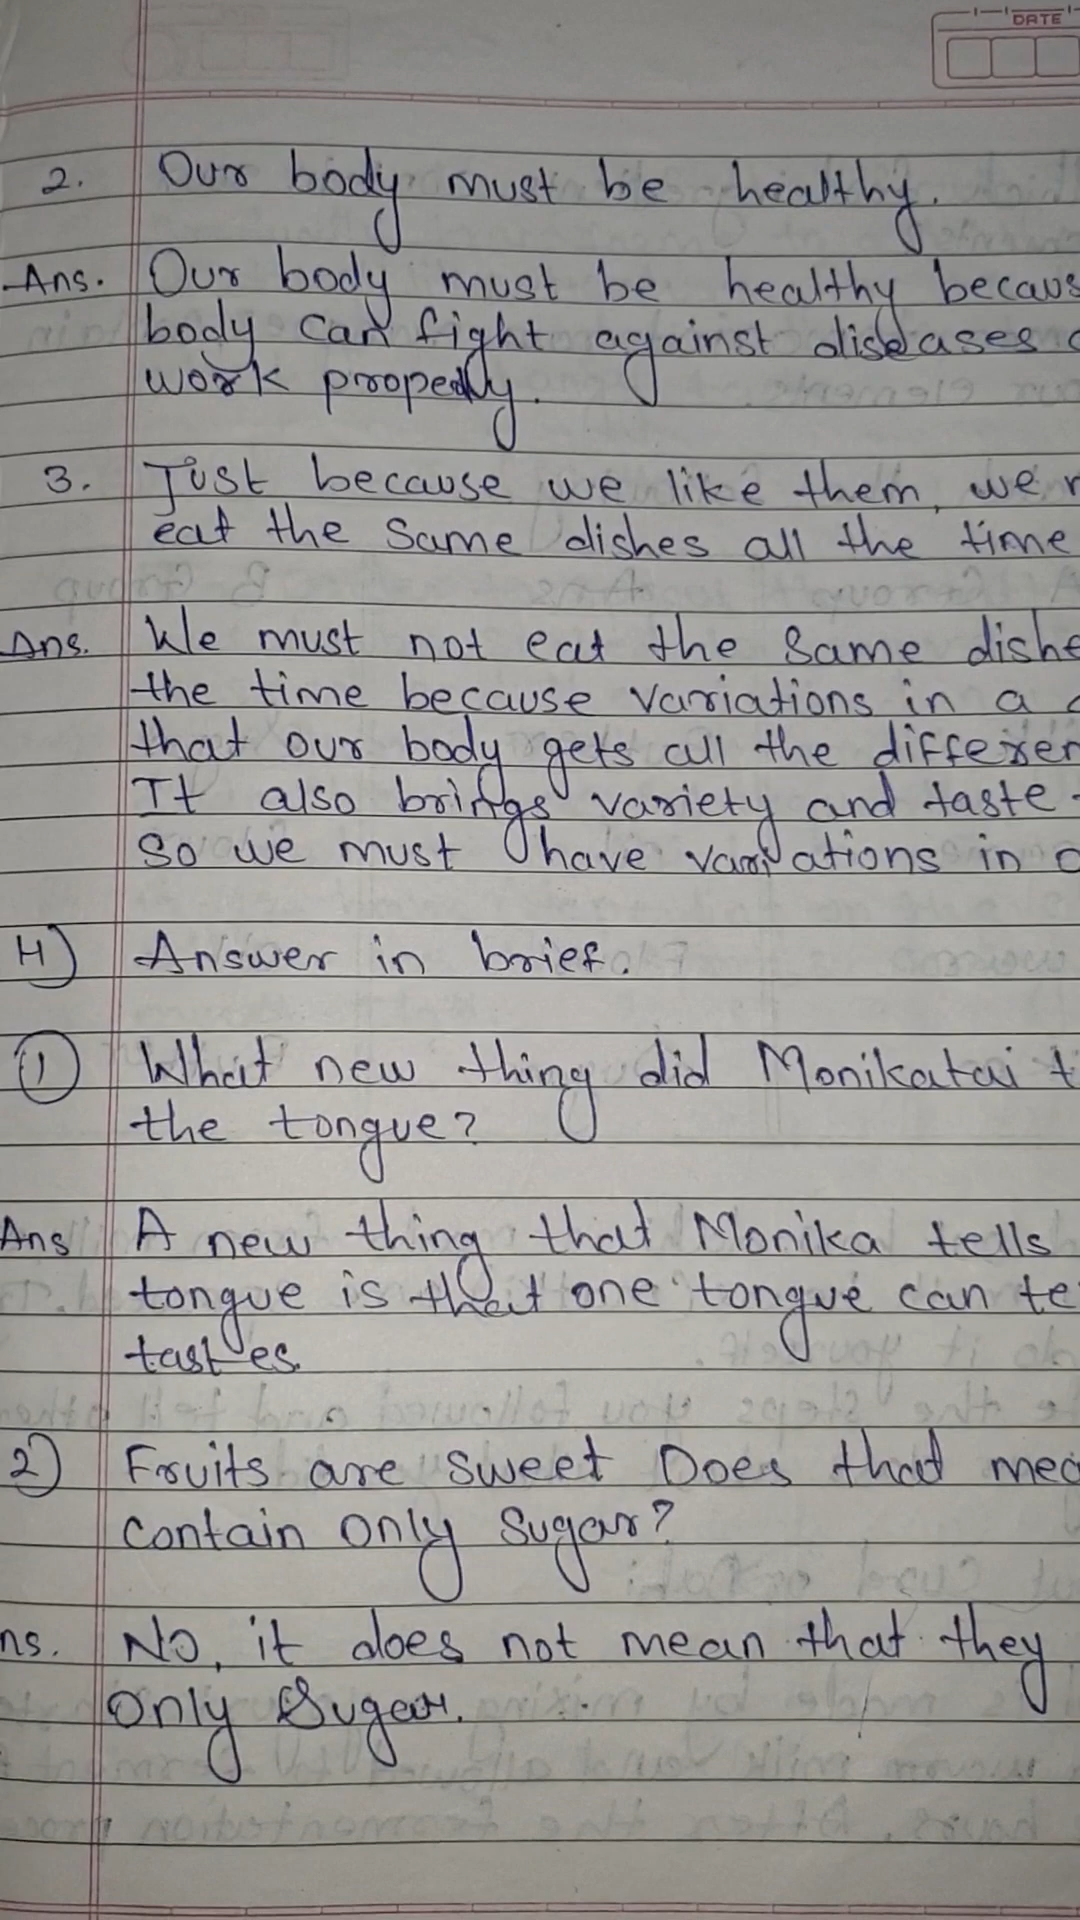 DATE
2. Our body must be healthy.
Ans. Our body must be healthy becaus
body can fight against diseases
work propedly.
3. Just because we like them, we
eat the same dishes all the time
Ans. We must not eat the same dishe
the time because variations in a
that our body gets all the differen
It also brings variety and taste
So we must have variations in
H) Answer in brief.
1) What new thing did Monikatai t
the tongue?
Ans A new thing that Monika tells
tongue is that one tongue can te
tastes.
2) Fruits are sweet Does that mea
contain only sugar?
ns. No, it does not mean that they
only Sugar.